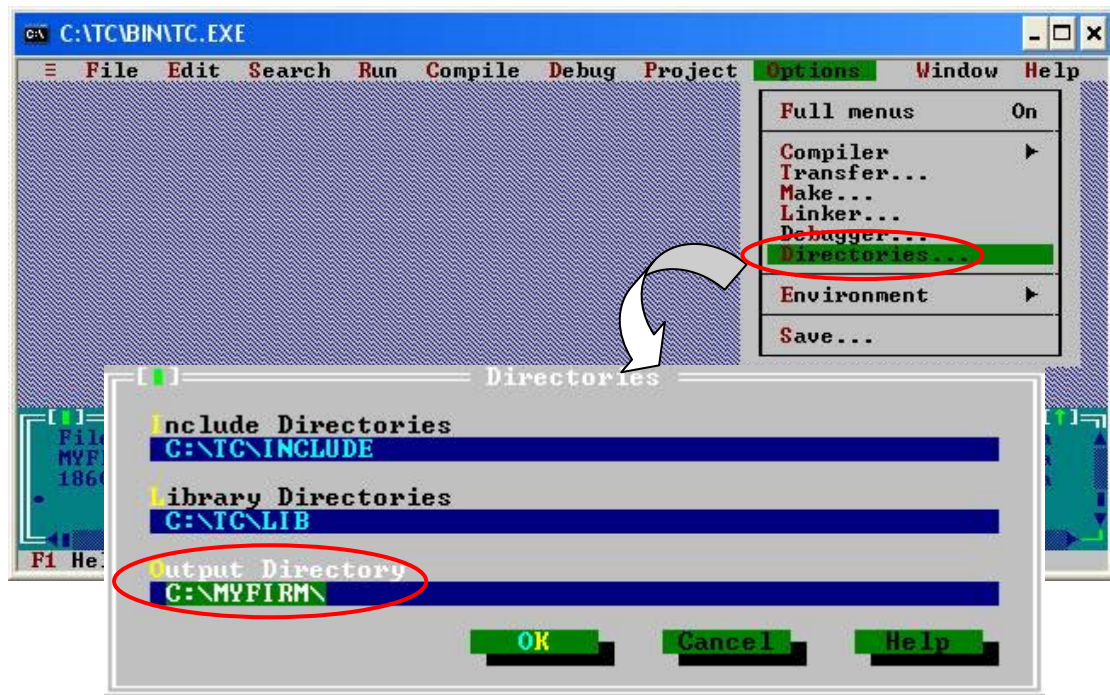 C:\TC\BIN\TC.EXE
≡ File Edit Search Run Compile Debug Project Options Window Help
Full menus On
Compiler
Transfer...
Make...
Linker...
Debugger...
Directories...
Environment
Save...
Directories
Include Directories
C:\TC\INCLUDE
Library Directories
C:\TC\LIB
Output Directory
C:\MYFIRM\
OK Cancel Help
F1